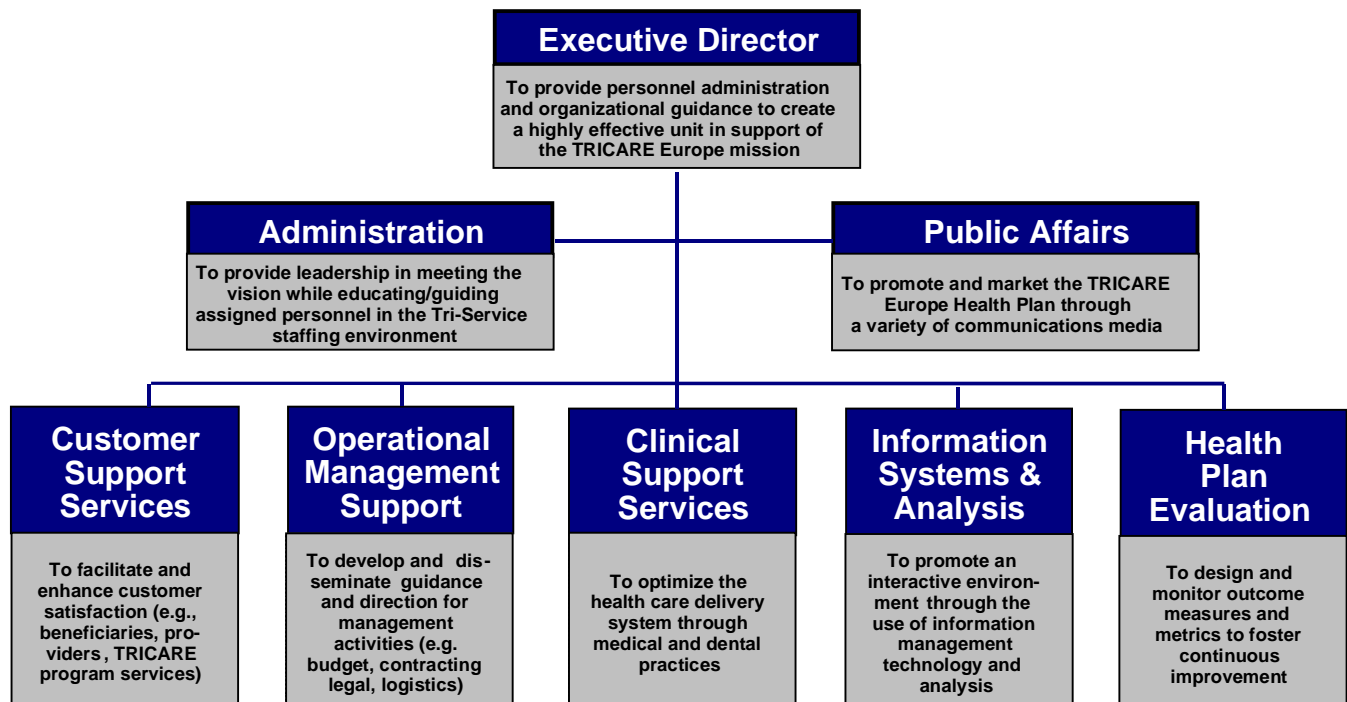 Executive Director
To provide personnel administration
and organizational guidance to create
a highly effective unit in support of
the TRICARE Europe mission
Administration
To provide leadership in meeting the
vision while educating/guiding
assigned personnel in the Tri-Service
staffing environment
Public Affairs
To promote and market the TRICARE
Europe Health Plan through
a variety of communications media
Customer
Support
Services
To facilitate and
enhance customer
satisfaction (e.g.,
beneficiaries, pro-
viders, TRICARE
program services)
Operational
Management
Support
To develop and dis-
seminate guidance
and direction for
management
activities (e.g.
budget, contracting
legal, logistics)
Clinical
Support
Services
To optimize the
health care delivery
system through
medical and dental
practices
Information
Systems &
Analysis
To promote an
interactive environ-
ment through the
use of information
management
technology and
analysis
Health
Plan
Evaluation
To design and
monitor outcome
measures and
metrics to foster
continuous
improvement